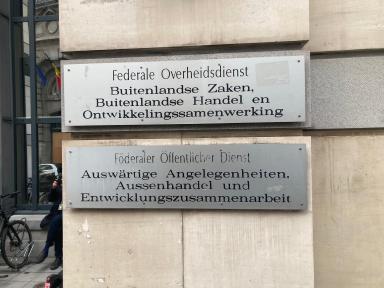 Federale Overheidsdienst
Buitenlandse Zaken,
Buitenlandse Handel en
Ontwikkelingssamenwerking
Föderaler Öffentlicher Dienst
Auswärtige Angelegenheiten,
Aussenhandel und
Entwicklungszusammenarbeit